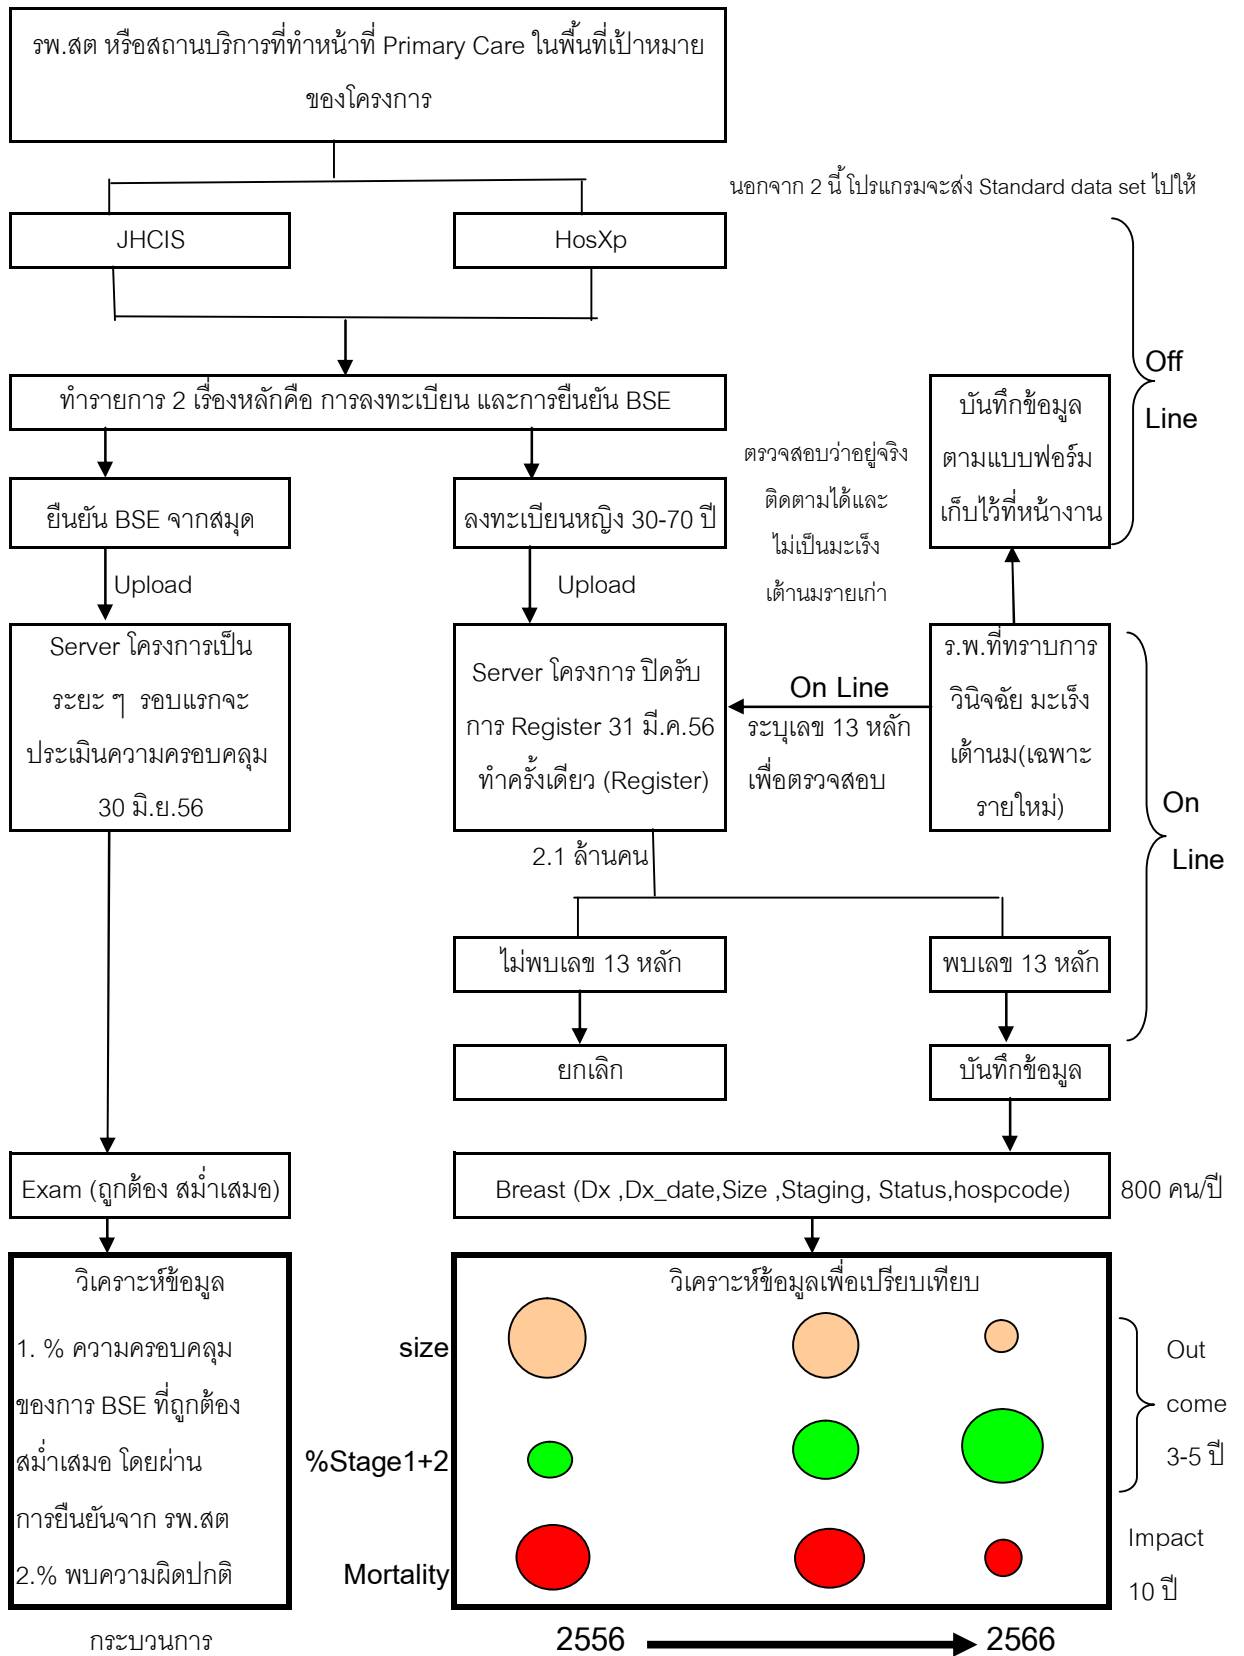 รพ.สต หรือสถานบริการที่ทำหน้าที่ Primary Care ในพื้นที่เป้าหมาย
ของโครงการ
นอกจาก 2 นี้ โปรแกรมจะส่ง Standard data set ไปให้
JHCIS
HosXp
Off
Line
ทำรายการ 2 เรื่องหลักคือ การลงทะเบียน และการยืนยัน BSE
บันทึกข้อมูล
ตามแบบฟอร์ม
เก็บไว้ที่หน้างาน
ยืนยัน BSE จากสมุด
ลงทะเบียนหญิง 30-70 ปี
ตรวจสอบว่าอยู่จริง
ติดตามได้และ
ไม่เป็นมะเร็ง
เต้านมรายเก่า
Upload
Upload
Server โครงการเป็น
ระยะ ๆ รอบแรกจะ
ประเมินความครอบคลุม
30 มิ.ย.56
Server โครงการ ปิดรับ
การ Register 31 มี.ค.56
ทำครั้งเดียว (Register)
On Line
ระบุเลข 13 หลัก
เพื่อตรวจสอบ
ร.พ.ที่ทราบการ
วินิจฉัย มะเร็ง
เต้านม(เฉพาะ
รายใหม่)
On
Line
2.1 ล้านคน
ไม่พบเลข 13 หลัก
พบเลข 13 หลัก
ยกเลิก
บันทึกข้อมูล
Exam (ถูกต้อง สม่ำเสมอ)
Breast (Dx ,Dx_date,Size ,Staging, Status,hospcode)
800 คน/ปี
วิเคราะห์ข้อมูล
1. % ความครอบคลุม
ของการ BSE ที่ถูกต้อง
สม่ำเสมอ โดยผ่าน
การยืนยันจาก รพ.สต
2.% พบความผิดปกติ
วิเคราะห์ข้อมูลเพื่อเปรียบเทียบ
size
%Stage1+2
Mortality
Out
come
3-5 ปี
Impact
10 ปี
กระบวนการ
2556
2566